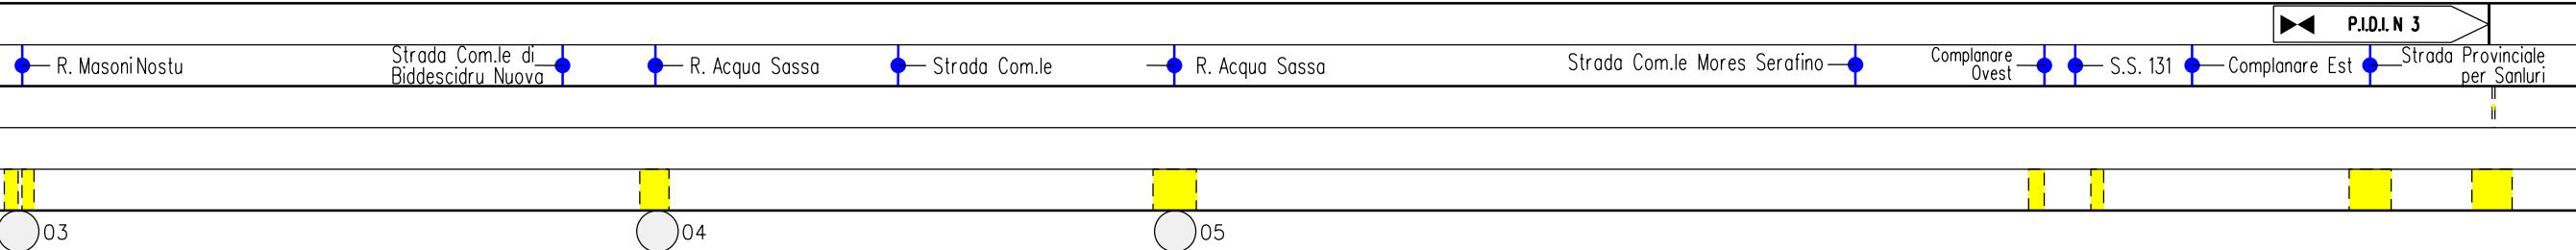 P.I.D.I. N 3
R. Masoni Nostu
Strada Com.le di
Biddescidru Nuova
R. Acqua Sassa
Strada Com.le
R. Acqua Sassa
Strada Com.le Mores Serafino
Complanare
Ovest
S.S. 131
Complanare Est
Strada Provinciale
per Sanluri
03
04
05